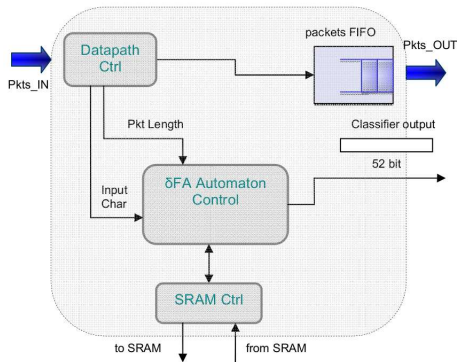 packets FIFO
Datapath
Ctrl
Pkts_OUT
Pkts_IN
Pkt Length
Classifier output
52 bit
δFA Automaton
Control
Input
Char
SRAM Ctrl
to SRAM
from SRAM